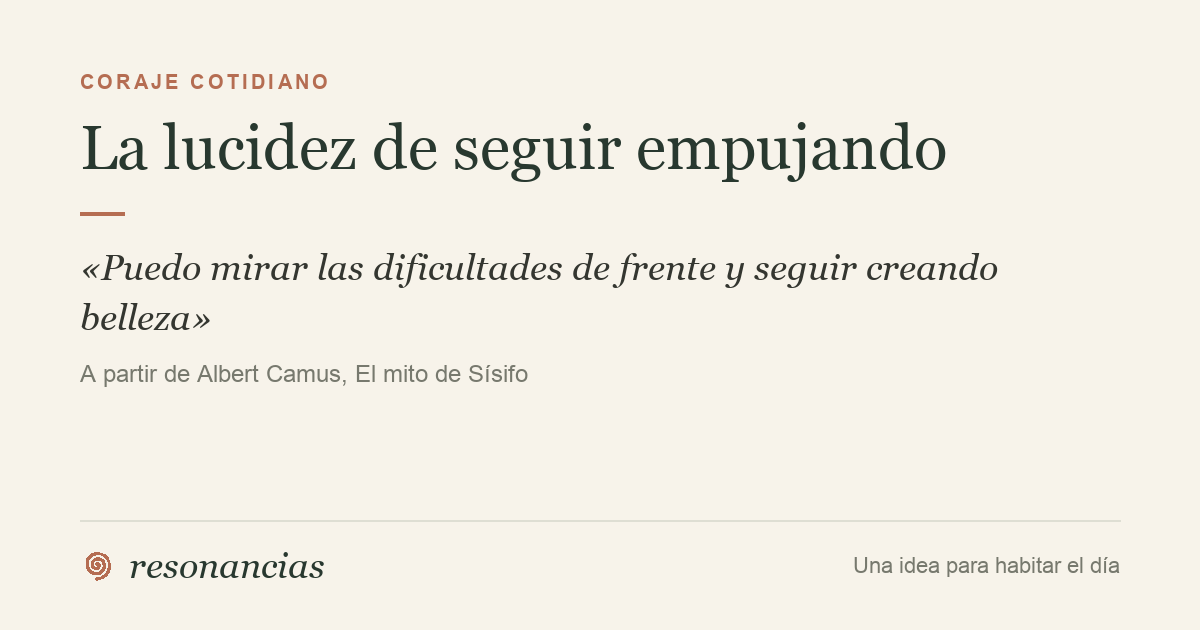 CORAJE COTIDIANO
La lucidez de seguir empujando
«Puedo mirar las dificultades de frente y seguir creando
belleza»
A partir de Albert Camus, El mito de Sísifo
resonancias
Una idea para habitar el día